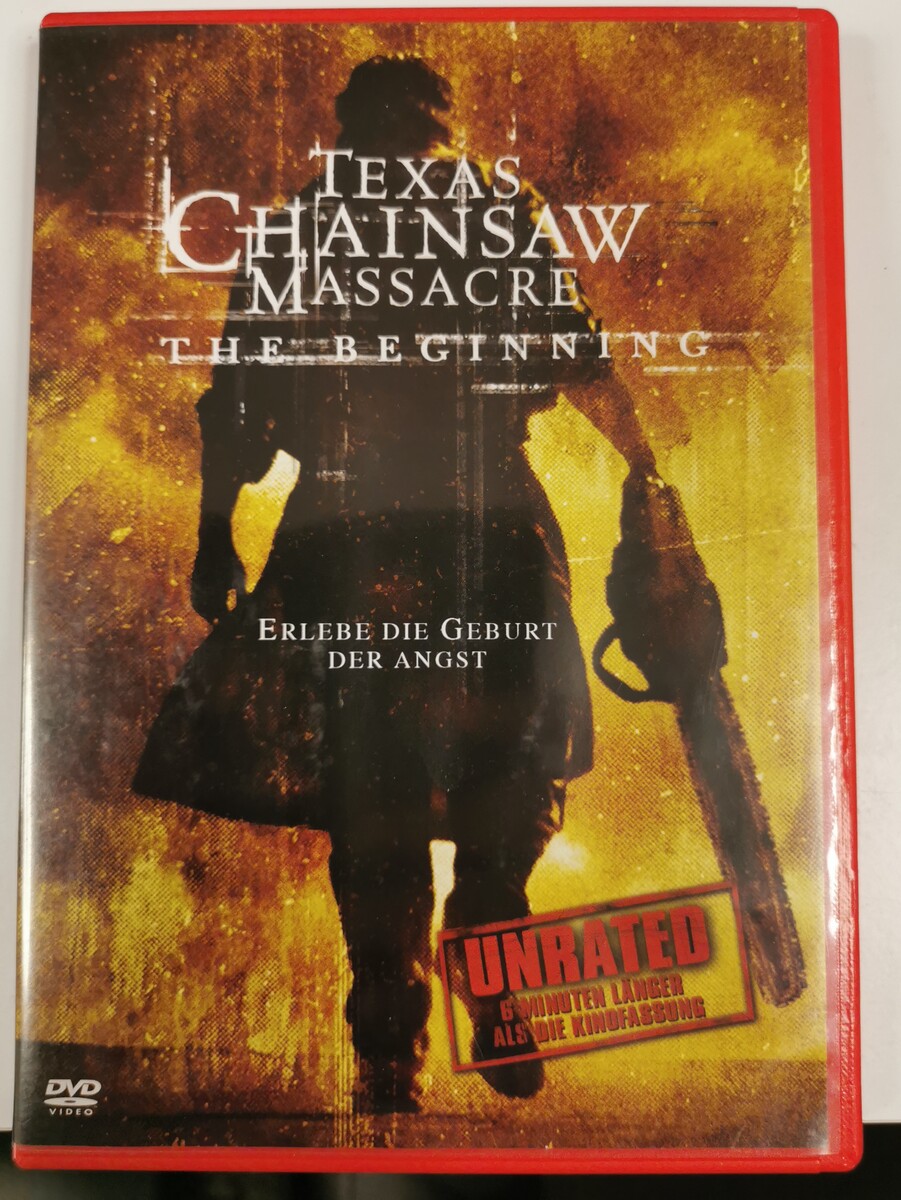 TEXAS
CHAINSAW
MASSACRE
THE BEGINNING
ERLEBE DIE GEBURT
DER ANGST
UNRATED
6 MINUTEN LÄNGER
ALS DIE KINOFASSUNG
DVD
VIDEO